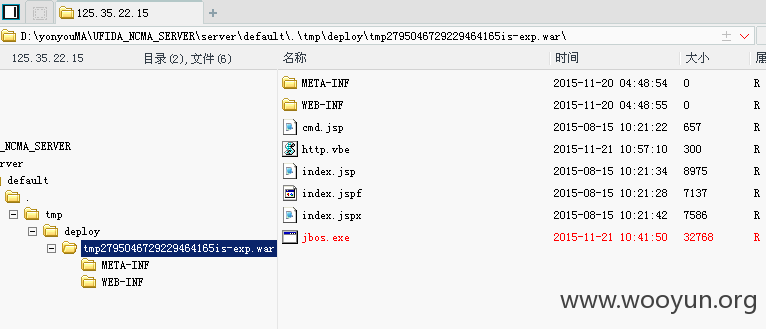 125.35.22.15
D:\yonyouMA\UFIDA_NCMA_SERVER\server\default\.\tmp\deploy\tmp2795046729229464165is-exp.war\
125.35.22.15 目录(2),文件(6) 名称 时间 大小 属
META-INF 2015-11-20 04:48:54 0 R
WEB-INF 2015-11-20 04:48:55 0 R
cmd.jsp 2015-08-15 10:21:22 657 R
_NCMA_SERVER http.vbe 2015-11-21 10:57:10 300 R
rver index.jsp 2015-08-15 10:21:34 8975 R
default index.jspf 2015-08-15 10:21:28 7137 R
. index.jspx 2015-08-15 10:21:42 7586 R
tmp
deploy jbos.exe 2015-11-21 10:41:50 32768 R
tmp2795046729229464165is-exp.war
META-INF
WEB-INF
www.wooyun.org